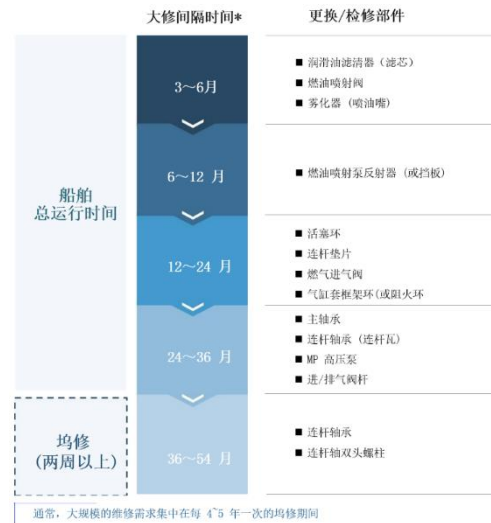 大修间隔时间*
更换/检修部件
船舶
总运行时间
3～6月
■ 润滑油滤清器（滤芯）
■ 燃油喷射阀
■ 雾化器 (喷油嘴)
6～12 月
■ 燃油喷射泵反射器 (或挡板)
12～24 月
■ 活塞环
■ 连杆垫片
■ 燃气进气阀
■ 气缸套框架环(或阻火环
24～36 月
■ 主轴承
■ 连杆轴承 (连杆瓦)
■ MP 高压泵
■ 进/排气阀杆
坞修
(两周以上)
36～54 月
■ 连杆轴承
■ 连杆轴双头螺柱
通常，大规模的维修需求集中在每 4~5 年一次的坞修期间